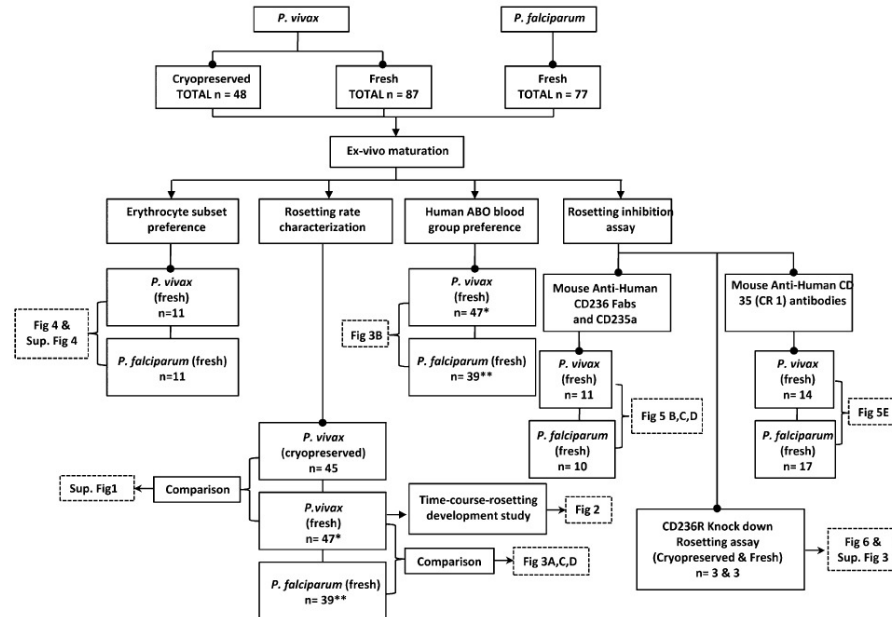 P. vivax
P. falciparum
Cryopreserved
TOTAL n = 48
Fresh
TOTAL n = 87
Fresh
TOTAL n = 77
Ex-vivo maturation
Erythrocyte subset
preference
Rosetting rate
characterization
Human ABO blood
group preference
Rosetting inhibition
assay
P. vivax
(fresh)
n=11
P. falciparum (fresh)
n=11
Fig 4 &
Sup. Fig 4
P. vivax
(fresh)
n= 47*
P. falciparum (fresh)
n= 39**
Fig 3B
Mouse Anti-Human
CD236 Fabs
and CD235a
Mouse Anti-Human CD
35 (CR 1) antibodies
P. vivax
(fresh)
n= 11
P. falciparum
(fresh)
n= 10
Fig 5 B,C,D
P. vivax
(fresh)
n= 14
P. falciparum
(fresh)
n= 17
Fig 5E
P. vivax
(cryopreserved)
n= 45
Sup. Fig1
Comparison
P.vivax
(fresh)
n= 47*
Time-course-rosetting
development study
Fig 2
P. falciparum (fresh)
n= 39**
Comparison
Fig 3A,C,D
CD236R Knock down
Rosetting assay
(Cryopreserved & Fresh)
n= 3 & 3
Fig 6 &
Sup. Fig 3